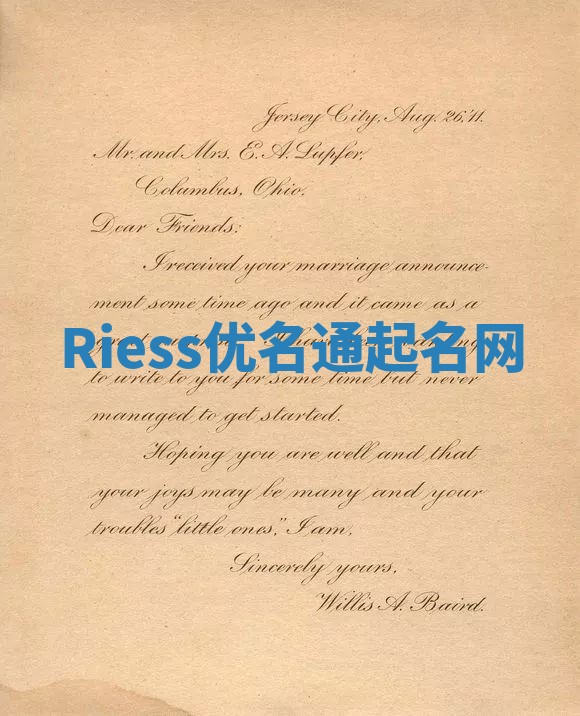 Jersey City, Aug. 26,'11.
Mr. and Mrs. E. A. Lupfer,
Columbus, Ohio.
Dear Friends:
I received your marriage announce-
ment some time ago and it came as a
Riess优名通起名网
to write to you for some time but never
managed to get started.
Hoping you are well and that
your joys may be many and your
troubles "little ones," I am,
Sincerely yours,
Willis A. Baird.